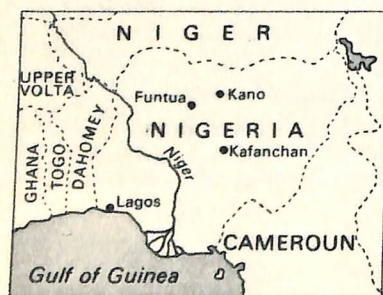 NIGER
UPPER
VOLTA
Funtua
Kano
NIGERIA
Kafanchan
GHANA
TOGO
DAHOMEY
Niger
Lagos
CAMEROUN
Gulf of Guinea